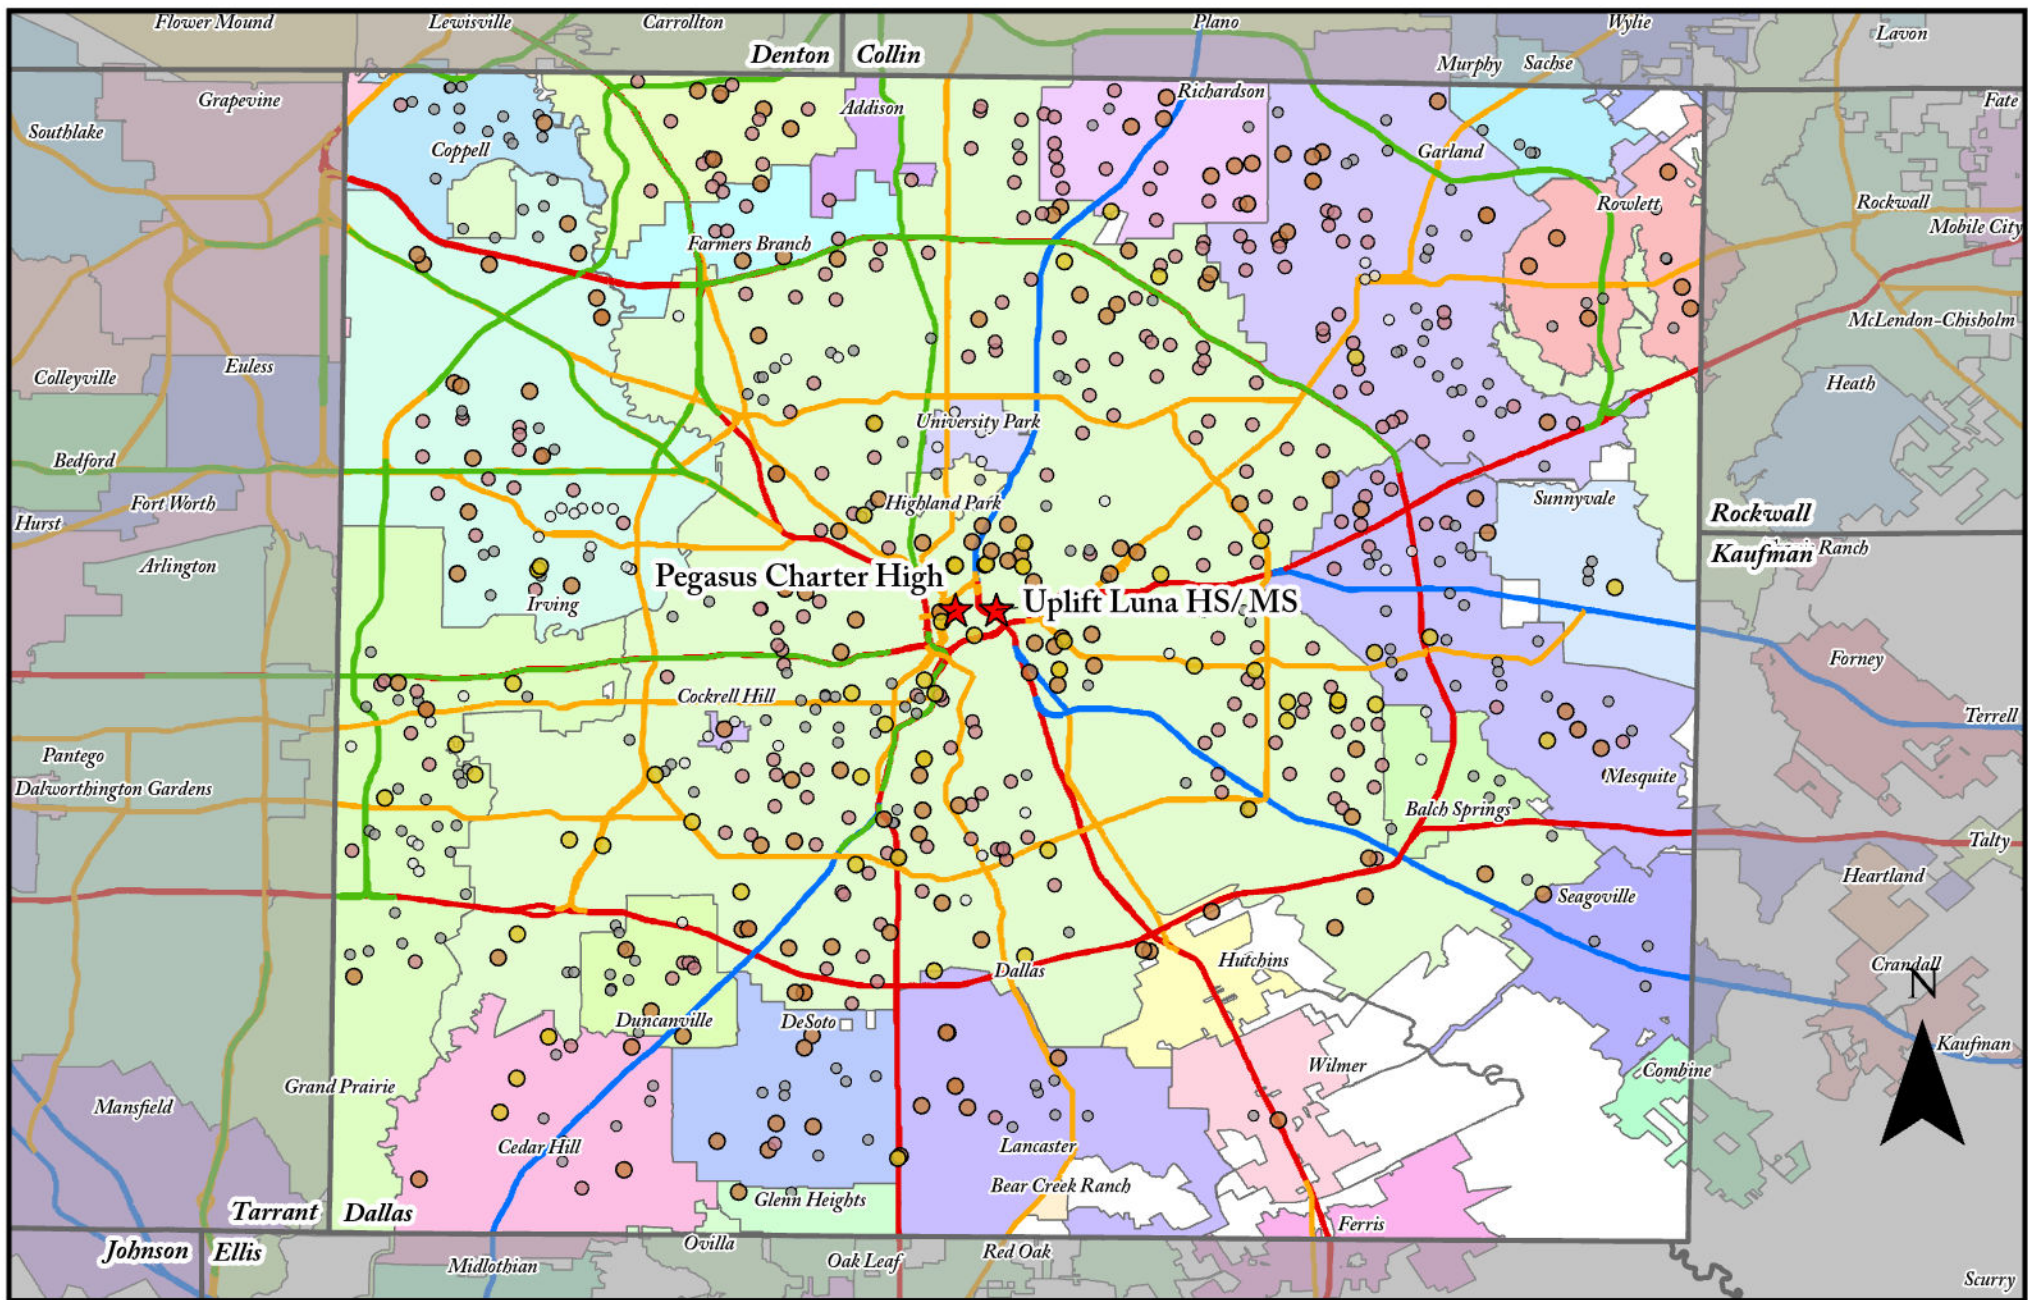 Flower Mound
Lewisville
Carrollton
Plano
Wylie
Lavon
Denton
Collin
Murphy
Sachse
Grapevine
Addison
Richardson
Fate
Southlake
Coppell
Garland
Rowlett
Rockwall
Mobile City
Farmers Branch
McLendon-Chisholm
Euless
Colleyville
Heath
University Park
Bedford
Fort Worth
Highland Park
Sunnyvale
Hurst
Rockwall
Kaufman
Ranch
Arlington
Pegasus Charter High
Uplift Luna HS/MS
Irving
Forney
Cockrell Hill
Terrell
Pantego
Mesquite
Dalworthington Gardens
Balch Springs
Talty
Heartland
Seagoville
Hutchins
Dallas
Crandall
N
Duncanville
DeSoto
Kaufman
Grand Prairie
Wilmer
Combine
Mansfield
Cedar Hill
Lancaster
Bear Creek Ranch
Glenn Heights
Tarrant
Dallas
Ferris
Johnson
Ellis
Ovilla
Oak Leaf
Red Oak
Midlothian
Scurry